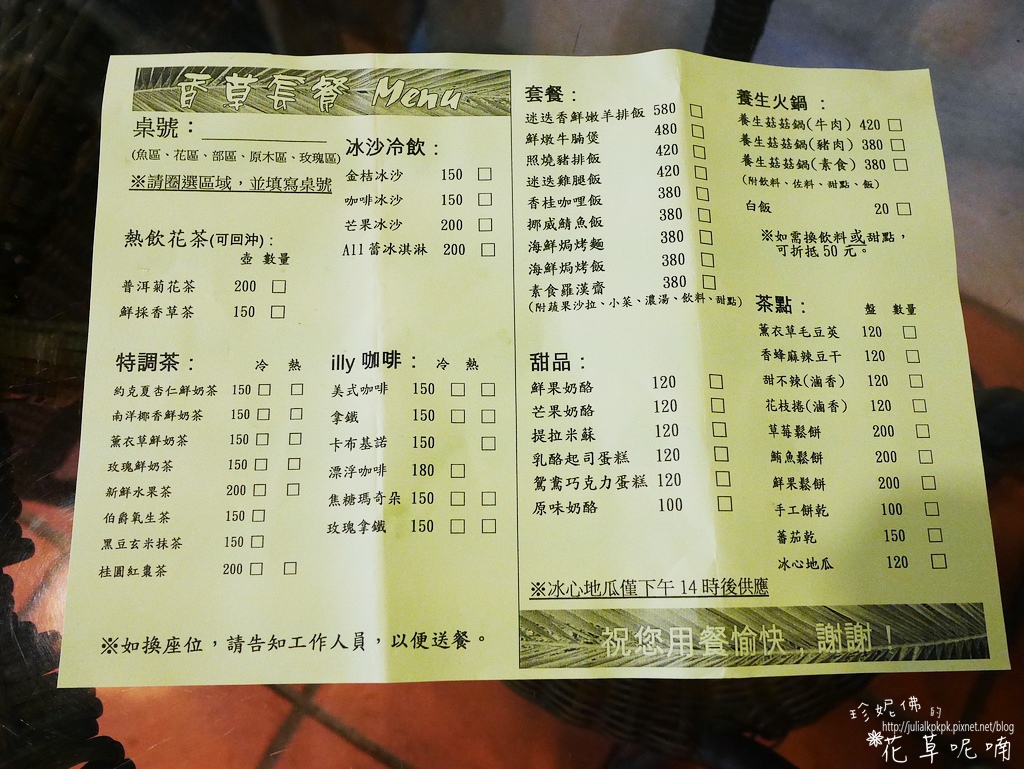 香草套餐 Menu
桌號：
(魚區、花區、部區、原木區、玫瑰區)
※請圈選區域，並填寫桌號
熱飲花茶(可回沖)：
壺 數量
普洱菊花茶 200 □
鮮採香草茶 150 □
冰沙冷飲：
金桔冰沙 150 □
咖啡冰沙 150 □
芒果冰沙 200 □
All蕾冰淇淋 200 □
特調茶： 冷 熱
約克夏杏仁鮮奶茶 150 □ □
南洋椰香鮮奶茶 150 □ □
薰衣草鮮奶茶 150 □ □
玫瑰鮮奶茶 150 □ □
新鮮水果茶 200 □ □
伯爵氧生茶 150 □
黑豆玄米抹茶 150 □
桂圓紅棗茶 200 □ □
illy 咖啡： 冷 熱
美式咖啡 150 □ □
拿鐵 150 □ □
卡布基諾 150 □
漂浮咖啡 180 □
焦糖瑪奇朵 150 □ □
玫瑰拿鐵 150 □ □
※如換座位，請告知工作人員，以便送餐。
套餐：
迷迭香鮮嫩羊排飯 580 □
鮮燉牛腩煲 480 □
照燒豬排飯 420 □
迷迭雞腿飯 420 □
香桂咖哩飯 380 □
挪威鯖魚飯 380 □
海鮮焗烤麵 380 □
海鮮焗烤飯 380 □
素食羅漢齋 380 □
(附蔬果沙拉、小菜、濃湯、飲料、甜點)
甜品：
鮮果奶酪 120 □
芒果奶酪 120 □
提拉米蘇 120 □
乳酪起司蛋糕 120 □
鴛鴦巧克力蛋糕 120 □
原味奶酪 100 □
※冰心地瓜僅下午14時後供應
養生火鍋：
養生菇菇鍋(牛肉) 420 □
養生菇菇鍋(豬肉) 380 □
養生菇菇鍋(素食) 380 □
(附飲料、佐料、甜點、飯)
白飯 20 □
※如需換飲料或甜點，
可折抵50元。
茶點： 盤 數量
薰衣草毛豆莢 120 □
香蜂麻辣豆干 120 □
甜不辣(滷香) 120 □
花枝捲(滷香) 120 □
草莓鬆餅 200 □
鮪魚鬆餅 200 □
鮮果鬆餅 200 □
手工餅乾 100 □
蕃茄乾 150 □
冰心地瓜 120 □
祝您用餐愉快，謝謝！
珍妮佛的
http://julialkpkpk.pixnet.net/blog
花草呢喃